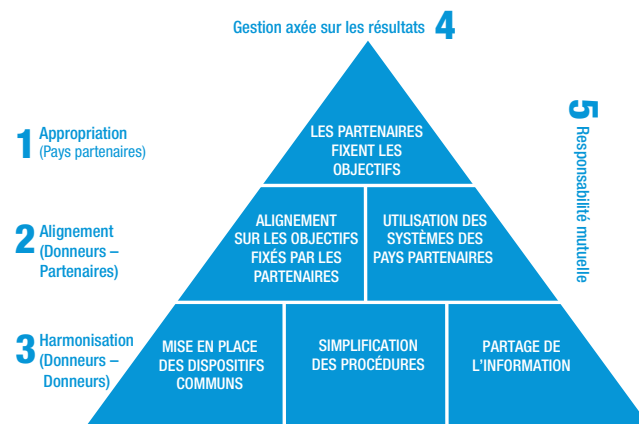 Gestion axée sur les résultats 4
1 Appropriation
(Pays partenaires)
LES PARTENAIRES
FIXENT LES
OBJECTIFS
5 Responsabilité mutuelle
2 Alignement
(Donneurs –
Partenaires)
ALIGNEMENT
SUR LES OBJECTIFS
FIXÉS PAR LES
PARTENAIRES
UTILISATION DES
SYSTÈMES DES
PAYS PARTENAIRES
3 Harmonisation
(Donneurs –
Donneurs)
MISE EN PLACE
DES DISPOSITIFS
COMMUNS
SIMPLIFICATION
DES PROCÉDURES
PARTAGE DE
L’INFORMATION